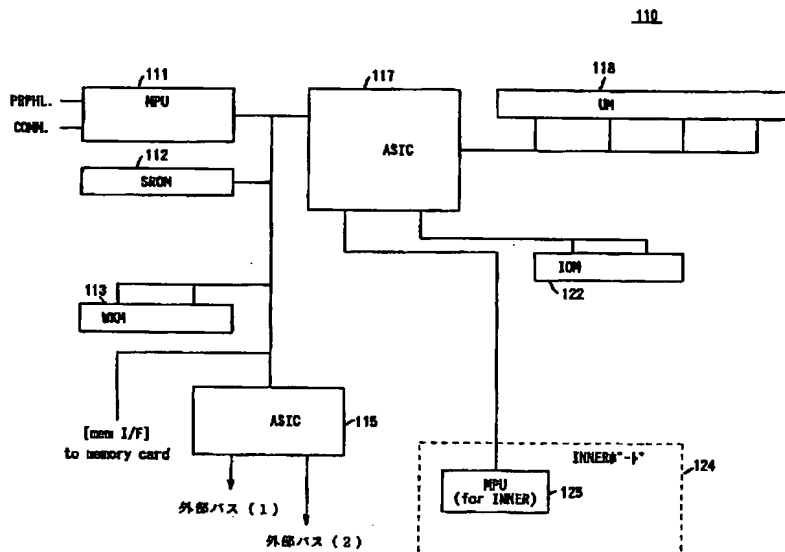 110
111
MPU
PRPHL.
COMM.
112
SROM
113
WKM
[mem I/F]
to memory card
117
ASIC
118
UM
IOM
122
ASIC
115
外部バス (1)
外部バス (2)
INNERボード
124
MPU
(for INNER)
125